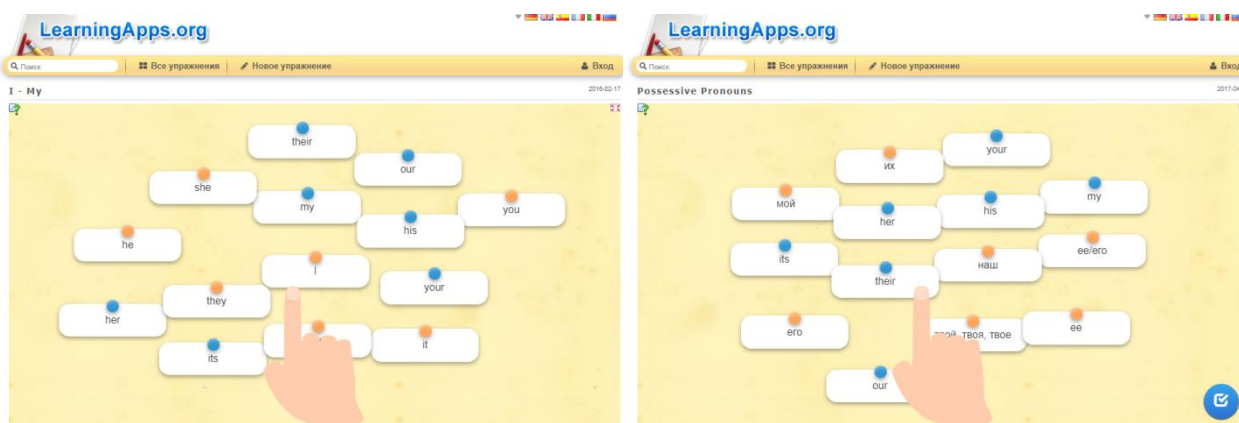 LearningApps.org
Поиск
Все упражнения
Новое упражнение
Вход
I - My
2016-02-17
their
our
she
my
you
his
he
I
your
they
her
it
its
LearningApps.org
Поиск
Все упражнения
Новое упражнение
Possessive Pronouns
your
их
мой
my
his
her
ее/его
its
наш
their
ее
его
твоя, твое
our